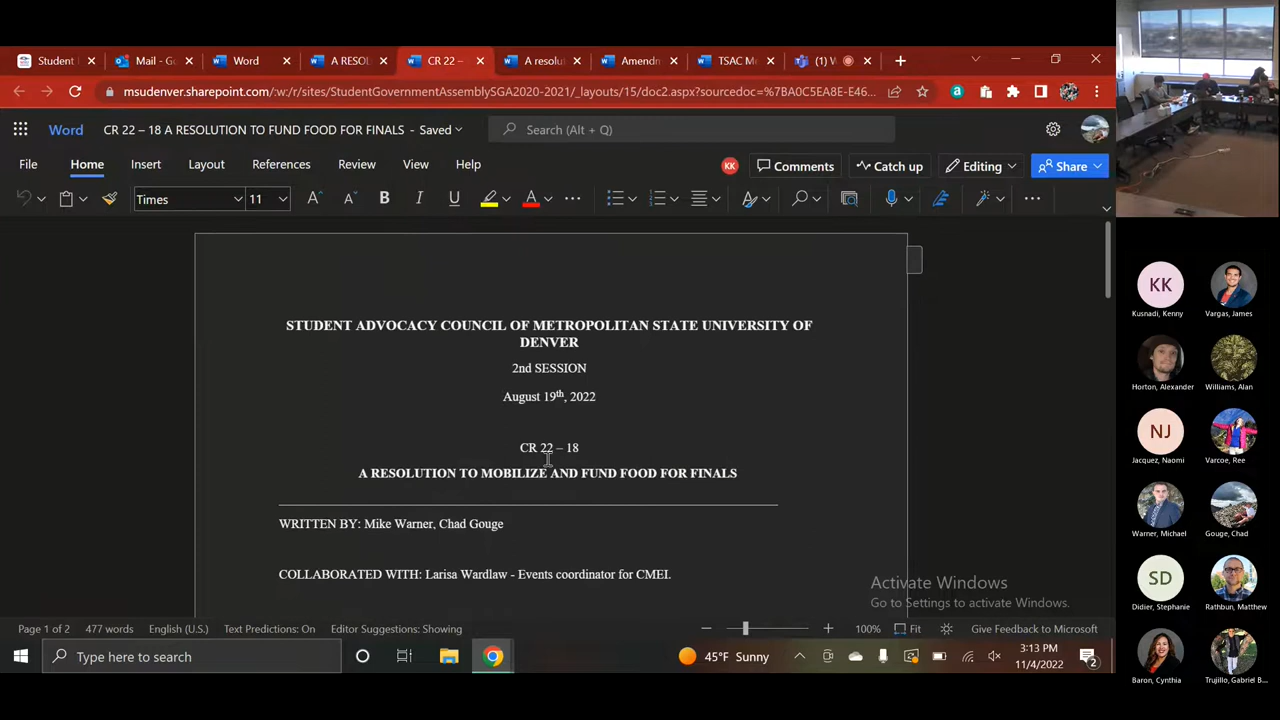 Student
Mail - Go
Word
A RESOL
CR 22 –
A resolu
Amendn
TSAC M
(1) W
msudenver.sharepoint.com/:w:/r/sites/StudentGovernmentAssemblySGA2020-2021/_layouts/15/doc2.aspx?sourcedoc=%7BA0C5EA8E-E46...
Word
CR 22 – 18 A RESOLUTION TO FUND FOOD FOR FINALS - Saved
Search (Alt + Q)
File
Home
Insert
Layout
References
Review
View
Help
KK
Comments
Catch up
Editing
Share
Times
11
STUDENT ADVOCACY COUNCIL OF METROPOLITAN STATE UNIVERSITY OF
DENVER
2nd SESSION
August 19th, 2022
CR 22 – 18
A RESOLUTION TO MOBILIZE AND FUND FOOD FOR FINALS
WRITTEN BY: Mike Warner, Chad Gouge
COLLABORATED WITH: Larisa Wardlaw - Events coordinator for CMEI.
Activate Windows
Go to Settings to activate Windows.
Page 1 of 2
477 words
English (U.S.)
Text Predictions: On
Editor Suggestions: Showing
100%
Fit
Give Feedback to Microsoft
Type here to search
45°F Sunny
3:13 PM
11/4/2022
2
KK
Kusnadi, Kenny
Vargas, James
Horton, Alexander
Williams, Alan
NJ
Jacquez, Naomi
Varcoe, Ree
Warner, Michael
Gouge, Chad
SD
Didier, Stephanie
Rathbun, Matthew
Baron, Cynthia
Trujillo, Gabriel B...